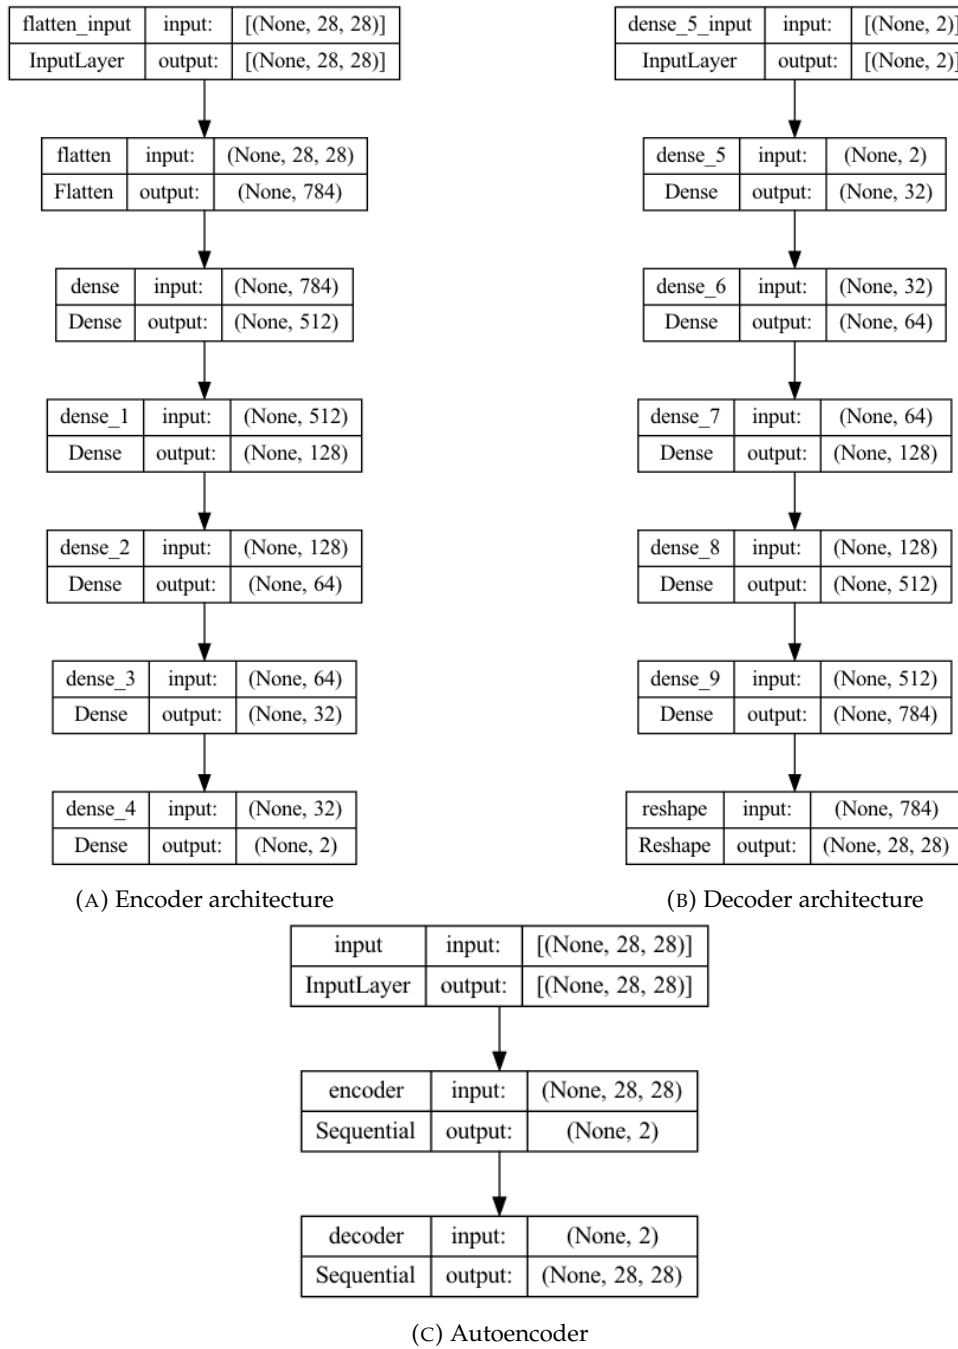 flatten_input input: [(None, 28, 28)]
InputLayer output: [(None, 28, 28)]
flatten input: (None, 28, 28)
Flatten output: (None, 784)
dense input: (None, 784)
Dense output: (None, 512)
dense_1 input: (None, 512)
Dense output: (None, 128)
dense_2 input: (None, 128)
Dense output: (None, 64)
dense_3 input: (None, 64)
Dense output: (None, 32)
dense_4 input: (None, 32)
Dense output: (None, 2)
(A) Encoder architecture
dense_5_input input: [(None, 2)]
InputLayer output: [(None, 2)]
dense_5 input: (None, 2)
Dense output: (None, 32)
dense_6 input: (None, 32)
Dense output: (None, 64)
dense_7 input: (None, 64)
Dense output: (None, 128)
dense_8 input: (None, 128)
Dense output: (None, 512)
dense_9 input: (None, 512)
Dense output: (None, 784)
reshape input: (None, 784)
Reshape output: (None, 28, 28)
(B) Decoder architecture
input input: [(None, 28, 28)]
InputLayer output: [(None, 28, 28)]
encoder input: (None, 28, 28)
Sequential output: (None, 2)
decoder input: (None, 2)
Sequential output: (None, 28, 28)
(C) Autoencoder